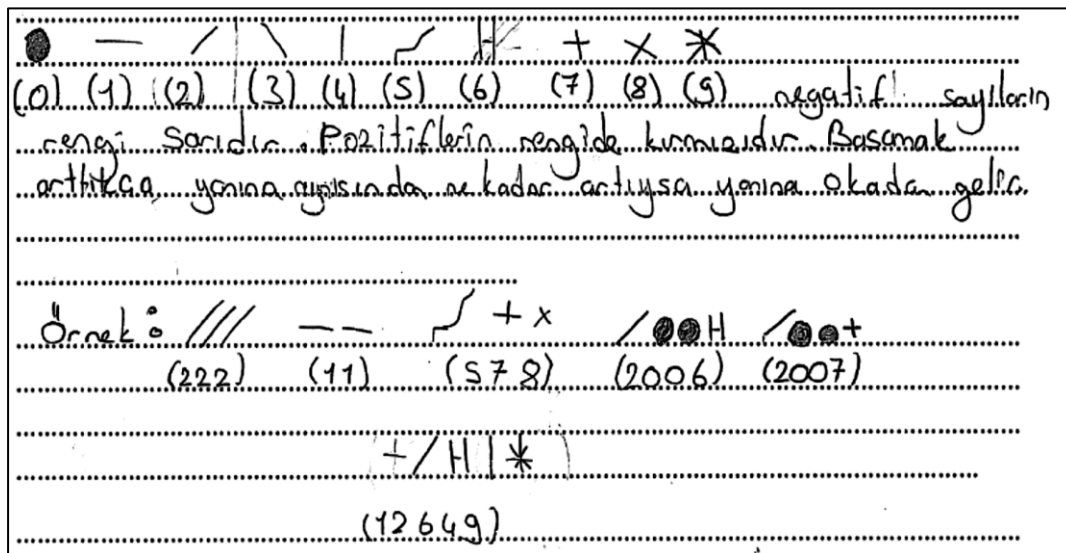 (0) (1) (2) (3) (4) (5) (6) (7) (8) (9) negatif sayıların
rengi sarıdır. Pozitiflerin rengide kırmızıdır. Basamak
arttıkça yanına aynısında ne kadar artıysa yanına okadar gelir.
Örnek:
(222) (11) (578) (2006) (2007)
(12649)